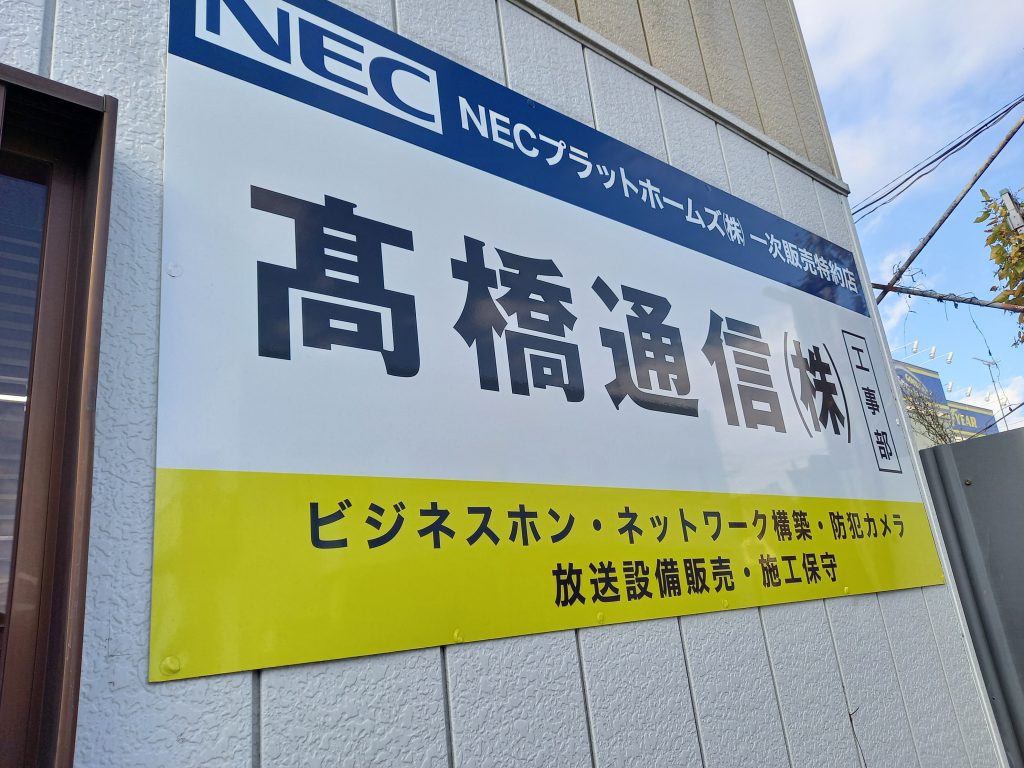 NEC NECプラットホームズ㈱ 一次販売特約店
髙橋通信(株)
工事部
ビジネスホン・ネットワーク構築・防犯カメラ
放送設備販売・施工保守